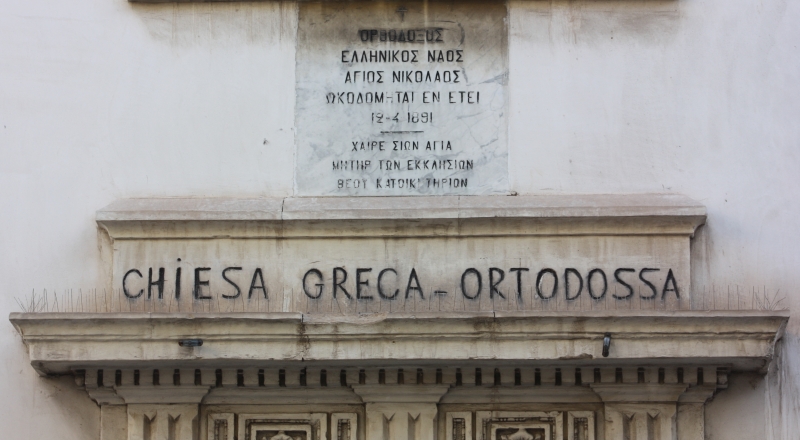 ΟΡΘΟΔΟΞΟΣ
ΕΛΛΗΝΙΚΟΣ ΝΑΟΣ
ΑΓΙΟΣ ΝΙΚΟΛΑΟΣ
ΩΚΟΔΟΜΗΤΑΙ ΕΝ ΕΤΕΙ
12-4 1891
ΧΑΙΡΕ ΣΙΩΝ ΑΓΙΑ
ΜΗΤΗΡ ΤΩΝ ΕΚΚΛΗΣΙΩΝ
ΘΕΟΥ ΚΑΤΟΙΚΗΤΗΡΙΟΝ
CHiESA GRECA-ORTODOSSA